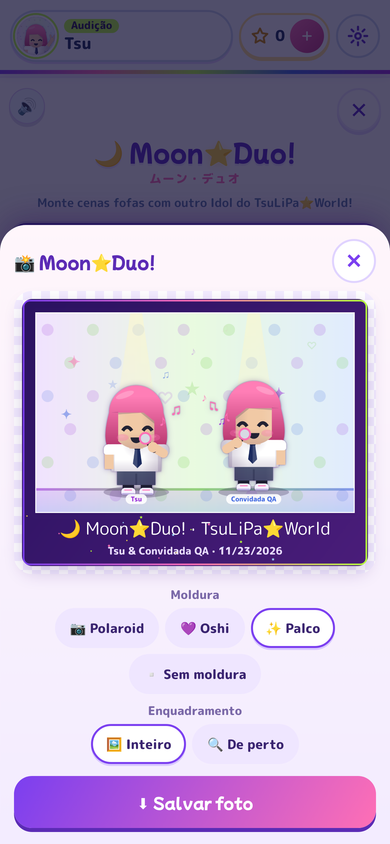 Audição
Tsu
0
+
Moon⭐Duo!
ムーン・デュオ
Monte cenas fofas com outro Idol do TsuLiPa⭐World!
Moon⭐Duo!
Tsu
Convidada QA
Moon⭐Duo! · TsuLiPa⭐World
Tsu & Convidada QA · 11/23/2026
Moldura
Polaroid
Oshi
Palco
Sem moldura
Enquadramento
Inteiro
De perto
Salvar foto